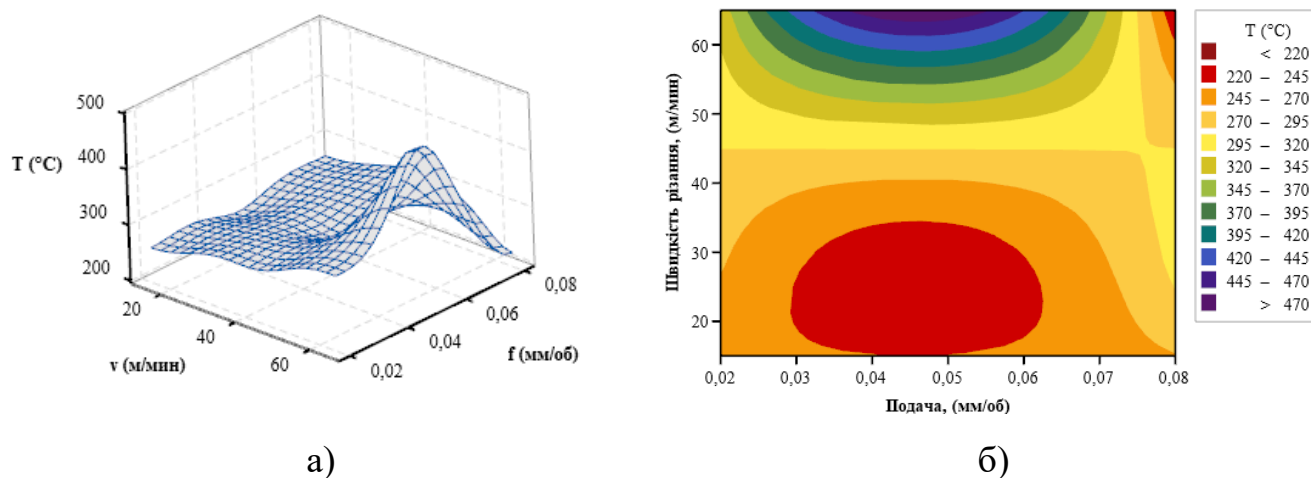 500
400
T (°C)
300
200
20
40
60
v (м/мин)
0,02
0,04
0,06
0,08
f (мм/об)
а)
Швидкість різання, (м/мин)
60
50
40
30
20
0,02 0,03 0,04 0,05 0,06 0,07 0,08
Подача, (мм/об)
T (°C)
< 220
220 – 245
245 – 270
270 – 295
295 – 320
320 – 345
345 – 370
370 – 395
395 – 420
420 – 445
445 – 470
> 470
б)